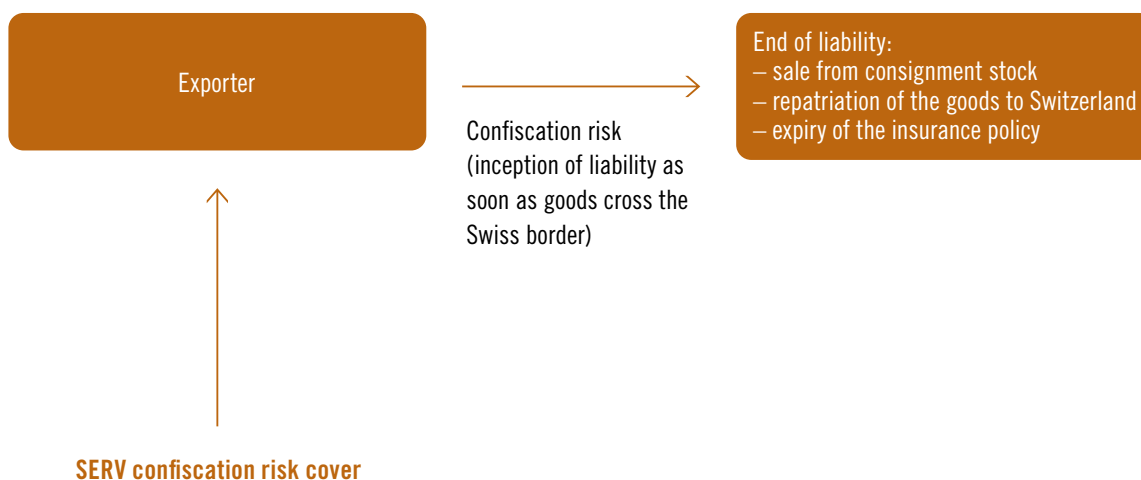 Exporter
Confiscation risk
(inception of liability as
soon as goods cross the
Swiss border)
End of liability:
– sale from consignment stock
– repatriation of the goods to Switzerland
– expiry of the insurance policy
SERV confiscation risk cover